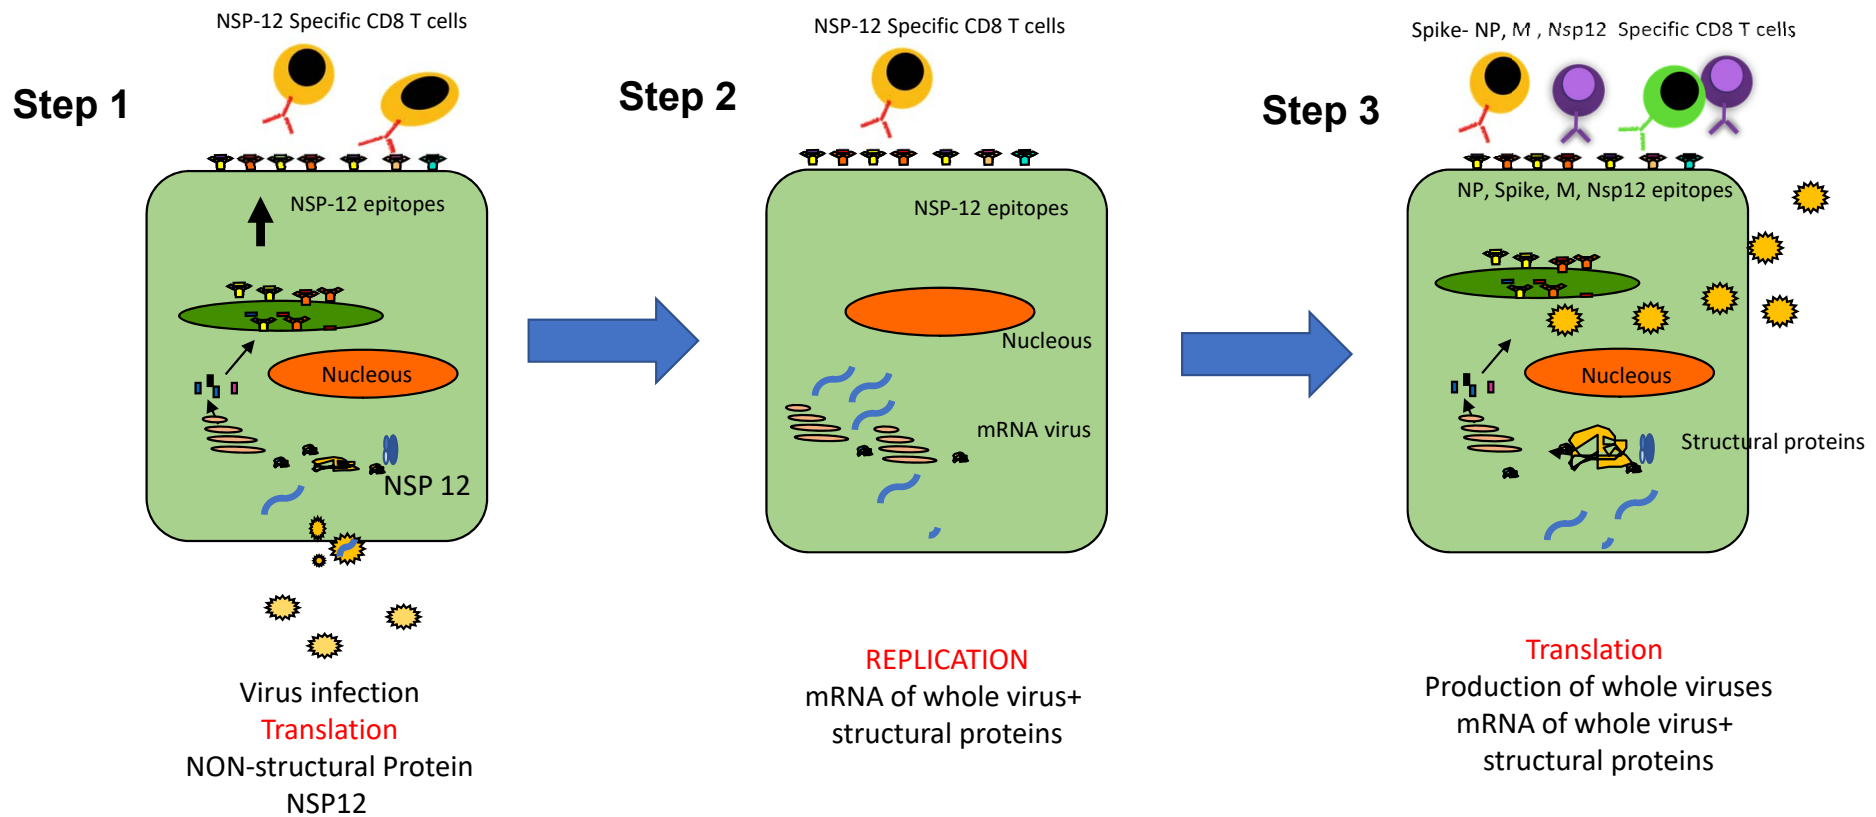 NSP-12 Specific CD8 T cells
Step 1
NSP-12 epitopes
Nucleous
NSP 12
Virus infection
Translation
NON-structural Protein
NSP12
NSP-12 Specific CD8 T cells
Step 2
NSP-12 epitopes
Nucleous
mRNA virus
REPLICATION
mRNA of whole virus+
structural proteins
Spike- NP, M , Nsp12 Specific CD8 T cells
Step 3
NP, Spike, M, Nsp12 epitopes
Nucleous
Structural proteins
Translation
Production of whole viruses
mRNA of whole virus+
structural proteins